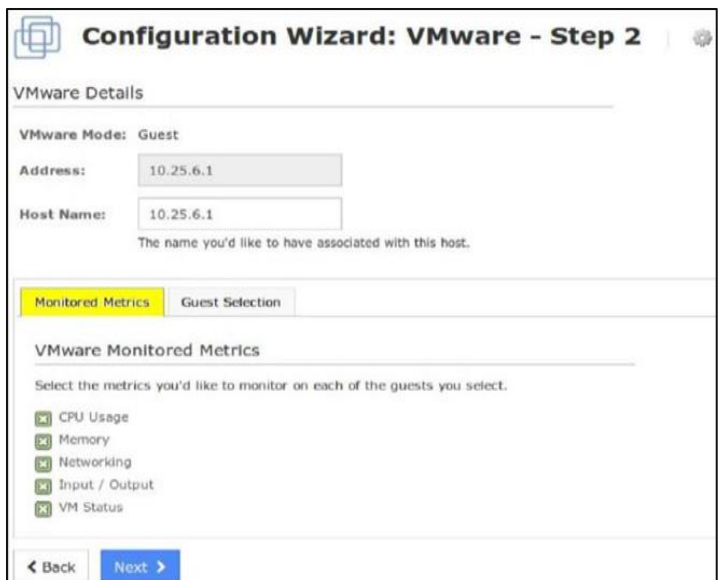 Configuration Wizard: VMware - Step 2
VMware Details
VMware Mode: Guest
Address: 10.25.6.1
Host Name: 10.25.6.1
The name you'd like to have associated with this host.
Monitored Metrics Guest Selection
VMware Monitored Metrics
Select the metrics you'd like to monitor on each of the guests you select.
CPU Usage
Memory
Networking
Input / Output
VM Status
Back Next